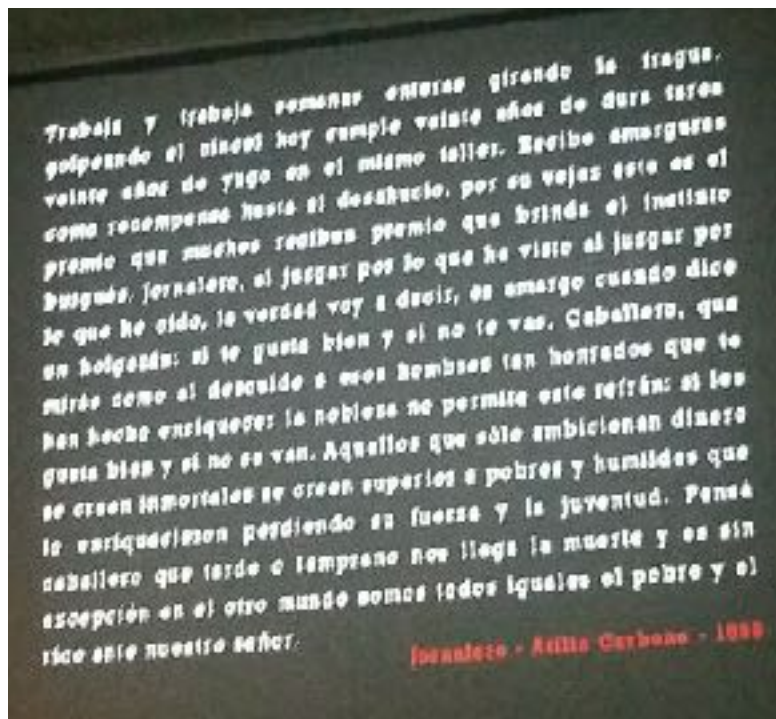 Trabaja y trabaja semanas enteras girando la fragua,
golpeando el cincel hoy cumple veinte años de dura tarea
veinte años de yugo en el mismo taller. Recibe amarguras
como recompensa hasta el desahucio, por su vejez este es el
premio que muchos reciben premio que brinda el instinto
burgués. Jornalero, al juzgar por lo que he visto al juzgar por
lo que he oído, la verdad voy a decir, es amargo cuando dice
un holgazán: si te gusta bien y si no te vas. Caballero, que
mirás como al descuido a esos hombres tan honrados que te
han hecho enriquecer la nobleza no permite este refrán: si les
gusta bien y si no se van. Aquellos que sólo ambicionan dinero
se creen inmortales se creen superior a pobres y humildes que
lo enriquecieron perdiendo su fuerza y la juventud. Pensá
caballero que tarde o temprano nos llega la muerte y es sin
excepción en el otro mundo somos todos iguales el pobre y el
rico ante nuestro señor.
Jornalero - Atilio Carbone -